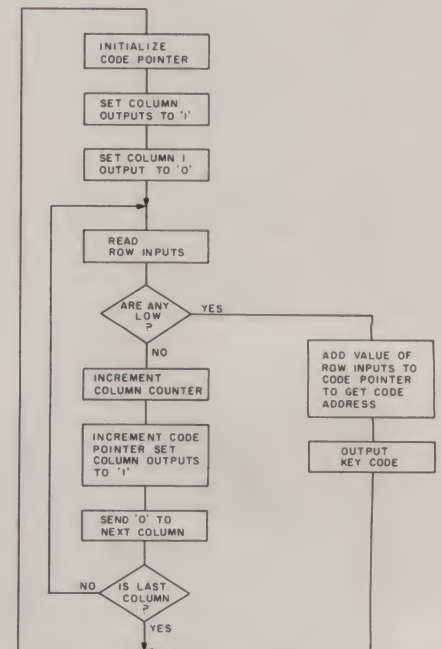 INITIALIZE
CODE POINTER
SET COLUMN
OUTPUTS TO '1'
SET COLUMN 1
OUTPUT TO 'O'
READ
ROW INPUTS
ARE ANY
LOW
?
YES
NO
INCREMENT
COLUMN COUNTER
INCREMENT CODE
POINTER SET
COLUMN OUTPUTS
TO '1'
SEND 'O' TO
NEXT COLUMN
NO
IS LAST
COLUMN
?
YES
ADD VALUE OF
ROW INPUTS TO
CODE POINTER
TO GET CODE
ADDRESS
OUTPUT
KEY CODE